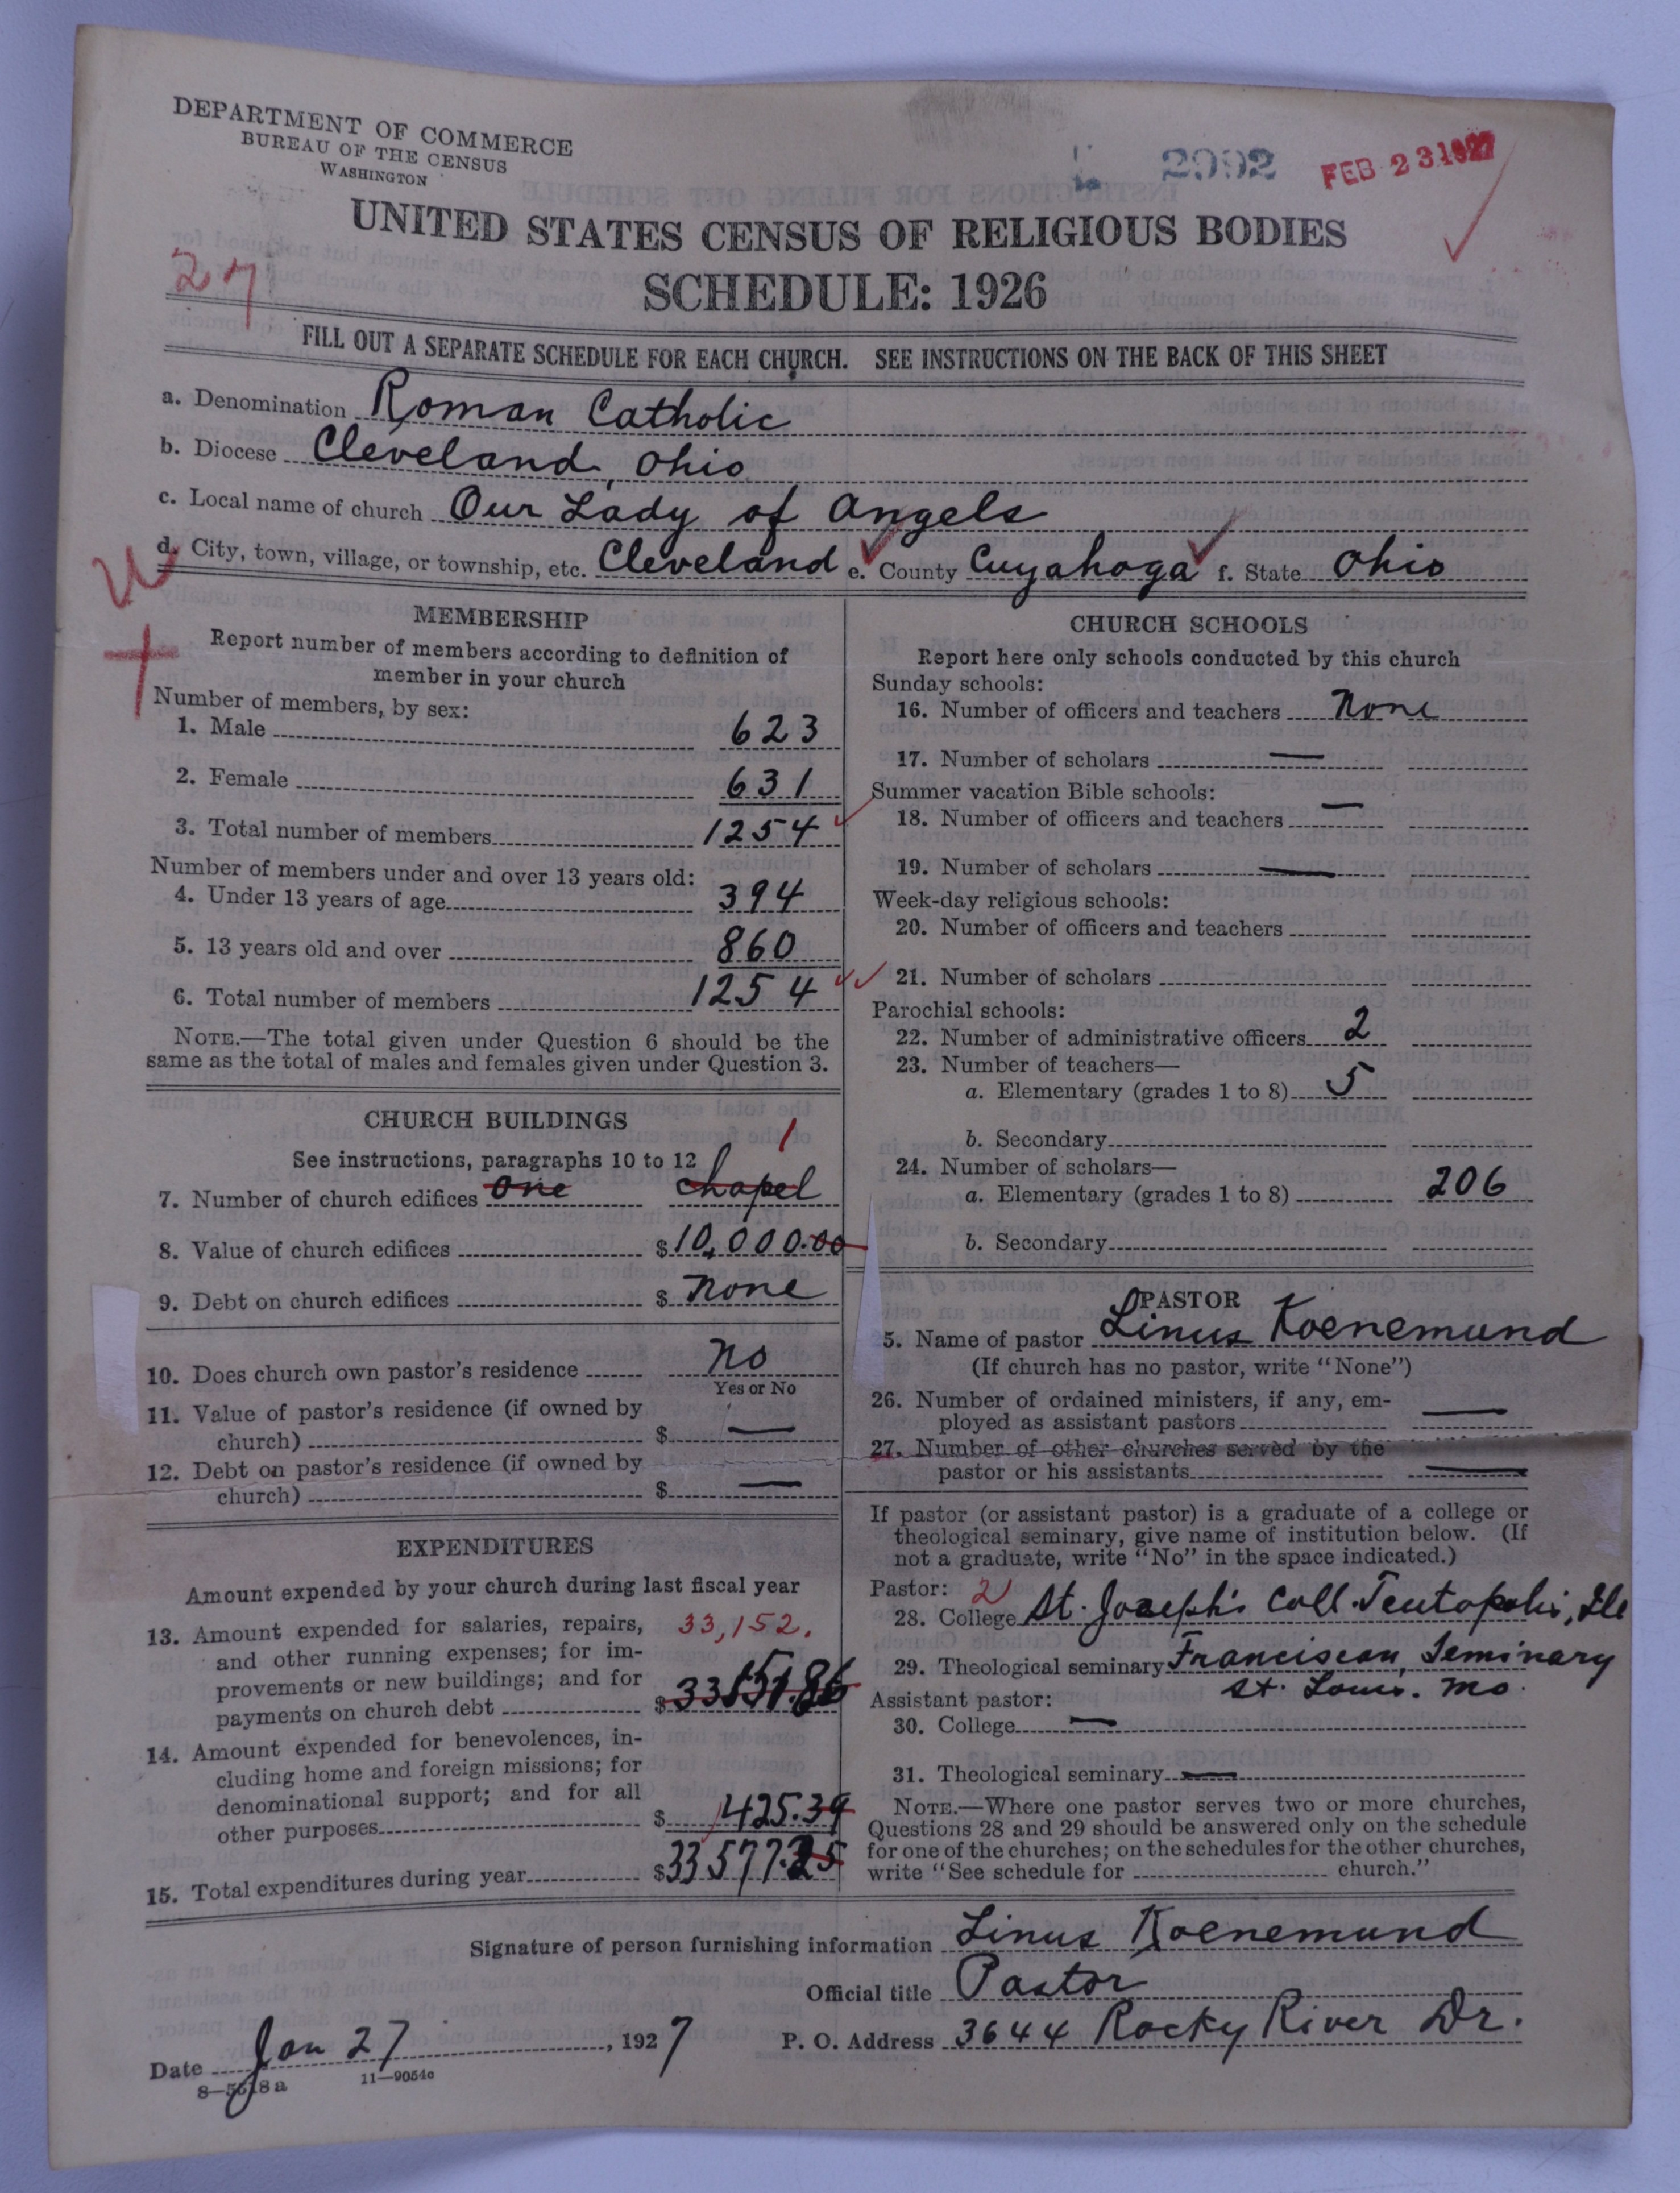 DEPARTMENT OF COMMERCE
BUREAU OF THE CENSUS
WASHINGTON
2992
FEB 23 1927
UNITED STATES CENSUS OF RELIGIOUS BODIES
27
SCHEDULE: 1926
FILL OUT A SEPARATE SCHEDULE FOR EACH CHURCH. SEE INSTRUCTIONS ON THE BACK OF THIS SHEET
a. Denomination Roman Catholic
b. Diocese Cleveland, Ohio
c. Local name of church Our Lady of Angels
d. City, town, village, or township, etc. Cleveland e. County Cuyahoga f. State Ohio
MEMBERSHIP
Report number of members according to definition of
member in your church
Number of members, by sex:
1. Male 623
2. Female 631
3. Total number of members 1254
Number of members under and over 13 years old:
4. Under 13 years of age 394
5. 13 years old and over 860
6. Total number of members 1254
NOTE.—The total given under Question 6 should be the
same as the total of males and females given under Question 3.
CHURCH BUILDINGS
See instructions, paragraphs 10 to 12
1
7. Number of church edifices One chapel
8. Value of church edifices $10,000.00
9. Debt on church edifices $ None
10. Does church own pastor's residence No
Yes or No
11. Value of pastor's residence (if owned by
church) $ —
12. Debt on pastor's residence (if owned by
church) $ —
EXPENDITURES
Amount expended by your church during last fiscal year
13. Amount expended for salaries, repairs, 33,152.
and other running expenses; for im-
provements or new buildings; and for
payments on church debt $33151.86
14. Amount expended for benevolences, in-
cluding home and foreign missions; for
denominational support; and for all
other purposes $ 425.39
15. Total expenditures during year $33577.25
CHURCH SCHOOLS
Report here only schools conducted by this church
Sunday schools:
16. Number of officers and teachers None
17. Number of scholars —
Summer vacation Bible schools:
18. Number of officers and teachers —
19. Number of scholars —
Week-day religious schools:
20. Number of officers and teachers
21. Number of scholars
Parochial schools:
22. Number of administrative officers 2
23. Number of teachers—
a. Elementary (grades 1 to 8) 5
b. Secondary
24. Number of scholars—
a. Elementary (grades 1 to 8) 206
b. Secondary
PASTOR
5. Name of pastor Linus Koenemund
(If church has no pastor, write "None")
26. Number of ordained ministers, if any, em-
ployed as assistant pastors —
27. Number of other churches served by the
pastor or his assistants —
If pastor (or assistant pastor) is a graduate of a college or
theological seminary, give name of institution below. (If
not a graduate, write "No" in the space indicated.)
Pastor: 2
28. College St. Joseph's Coll. Teutopolis, Ill
29. Theological seminary Franciscan Seminary
St. Louis. Mo.
Assistant pastor:
30. College —
31. Theological seminary —
NOTE.—Where one pastor serves two or more churches,
Questions 28 and 29 should be answered only on the schedule
for one of the churches; on the schedules for the other churches,
write "See schedule for church."
Signature of person furnishing information Linus Koenemund
Official title Pastor
Date Jan 27, 1927 P. O. Address 3644 Rocky River Dr.
8—5518a 11—9054c